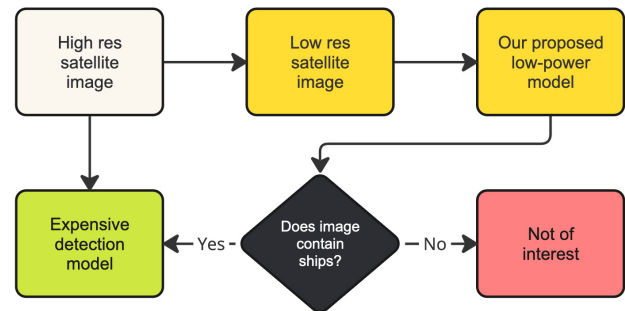 High res
satellite
image
Low res
satellite
image
Our proposed
low-power
model
Expensive
detection
model
Yes
Does image
contain
ships?
No
Not of
interest